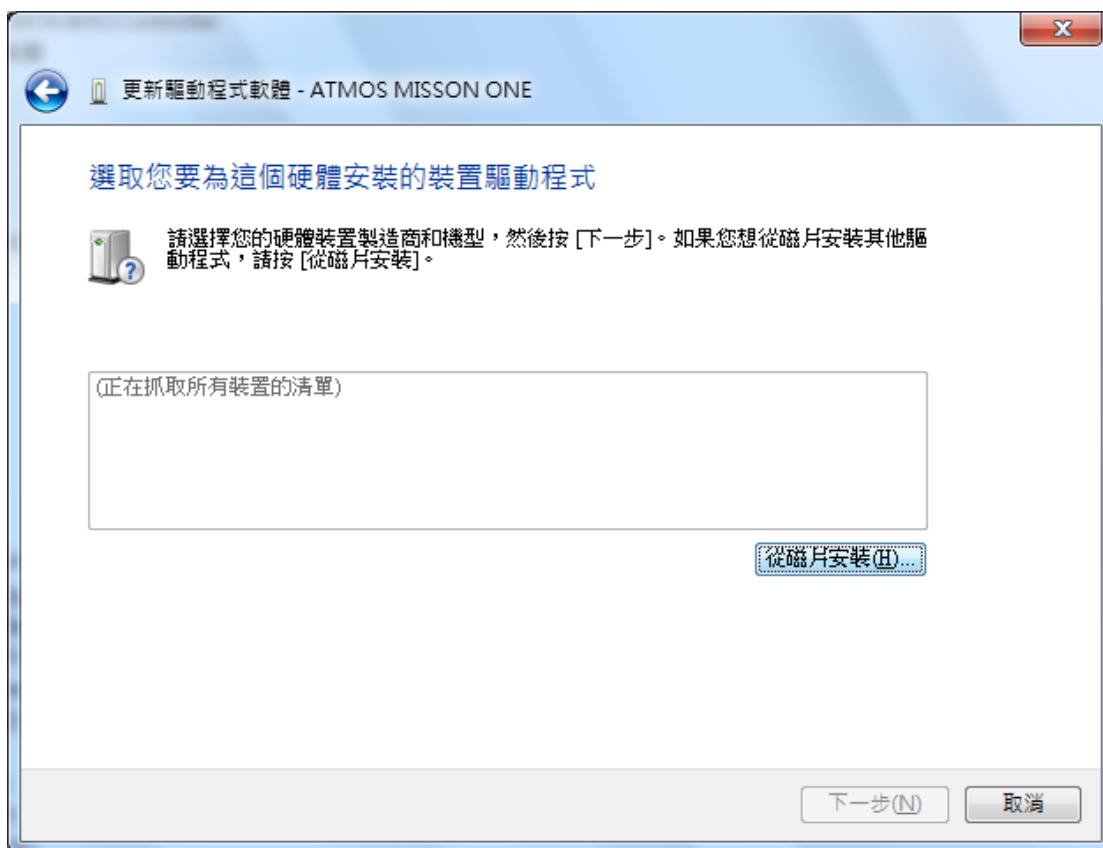 更新驅動程式軟體 - ATMOS MISSON ONE
選取您要為這個硬體安裝的裝置驅動程式
請選擇您的硬體裝置製造商和機型，然後按 [下一步]。如果您想從磁片安裝其他驅
動程式，請按 [從磁片安裝]。
(正在抓取所有裝置的清單)
從磁片安裝(H)...
下一步(N)
取消